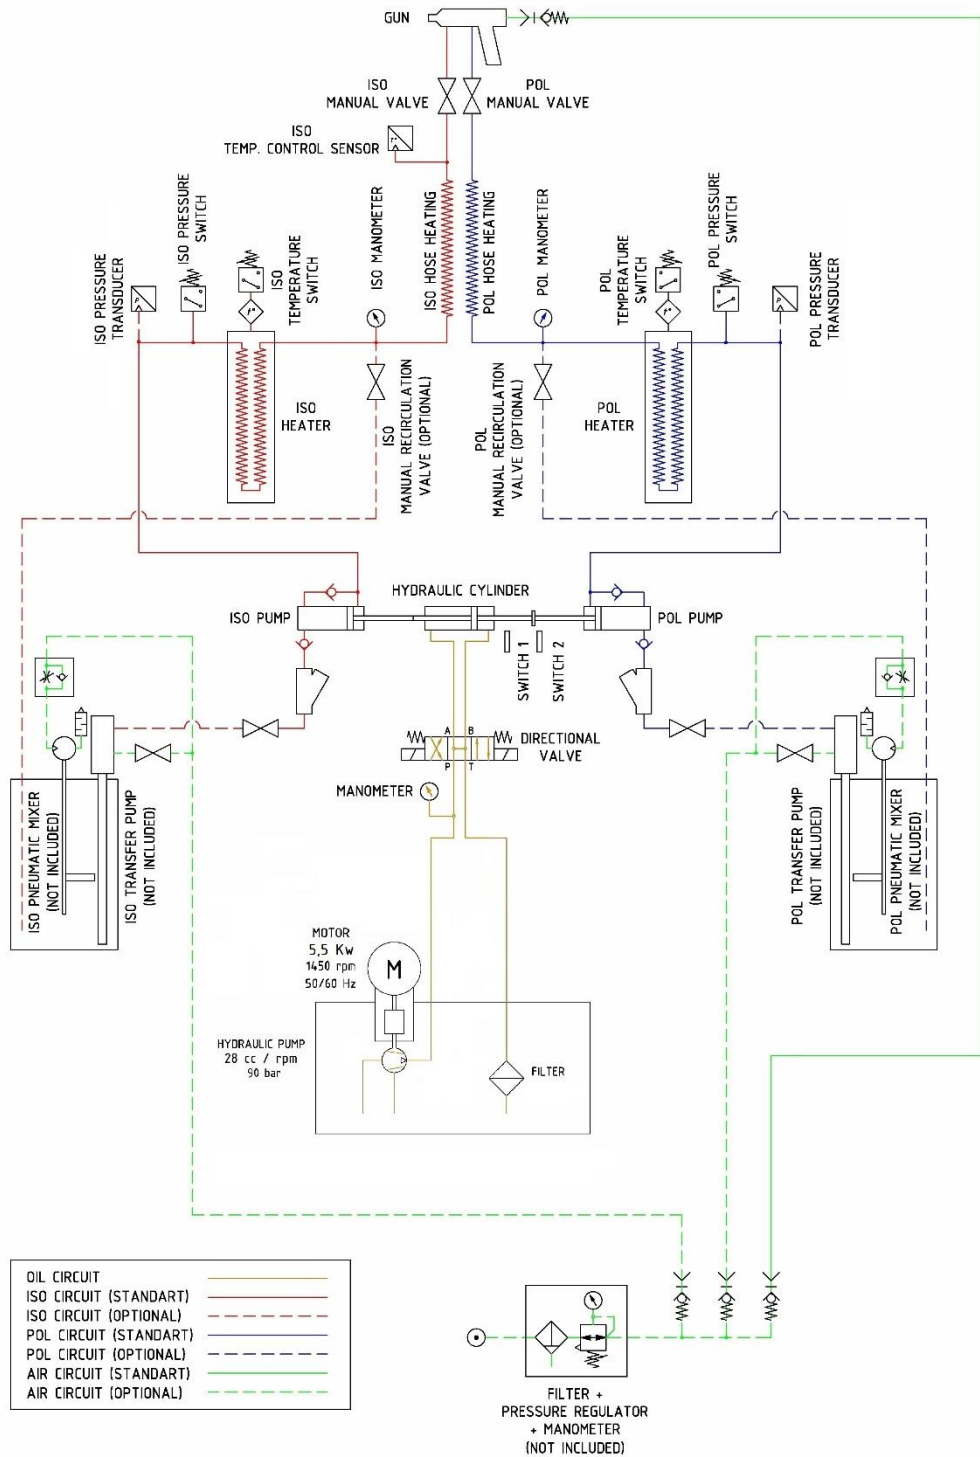 GUN
ISO
MANUAL VALVE
POL
MANUAL VALVE
ISO
TEMP. CONTROL SENSOR
T°
ISO PRESSURE
TRANSDUCER
ISO PRESSURE
SWITCH
ISO
TEMPERATURE
SWITCH
ISO MANOMETER
ISO HOSE HEATING
POL HOSE HEATING
POL MANOMETER
POL
TEMPERATURE
SWITCH
POL PRESSURE
SWITCH
POL PRESSURE
TRANSDUCER
P
t°
t°
P
ISO
HEATER
ISO
MANUAL RECIRCULATION
VALVE (OPTIONAL)
POL
MANUAL RECIRCULATION
VALVE (OPTIONAL)
POL
HEATER
HYDRAULIC CYLINDER
ISO PUMP
POL PUMP
SWITCH 1
SWITCH 2
A B
P T
DIRECTIONAL
VALVE
MANOMETER
ISO PNEUMATIC MIXER
(NOT INCLUDED)
ISO TRANSFER PUMP
(NOT INCLUDED)
POL TRANSFER PUMP
(NOT INCLUDED)
POL PNEUMATIC MIXER
(NOT INCLUDED)
MOTOR
5,5 Kw
1450 rpm
50/60 Hz
M
HYDRAULIC PUMP
28 cc / rpm
90 bar
FILTER
OIL CIRCUIT
ISO CIRCUIT (STANDART)
ISO CIRCUIT (OPTIONAL)
POL CIRCUIT (STANDART)
POL CIRCUIT (OPTIONAL)
AIR CIRCUIT (STANDART)
AIR CIRCUIT (OPTIONAL)
FILTER +
PRESSURE REGULATOR
+ MANOMETER
(NOT INCLUDED)